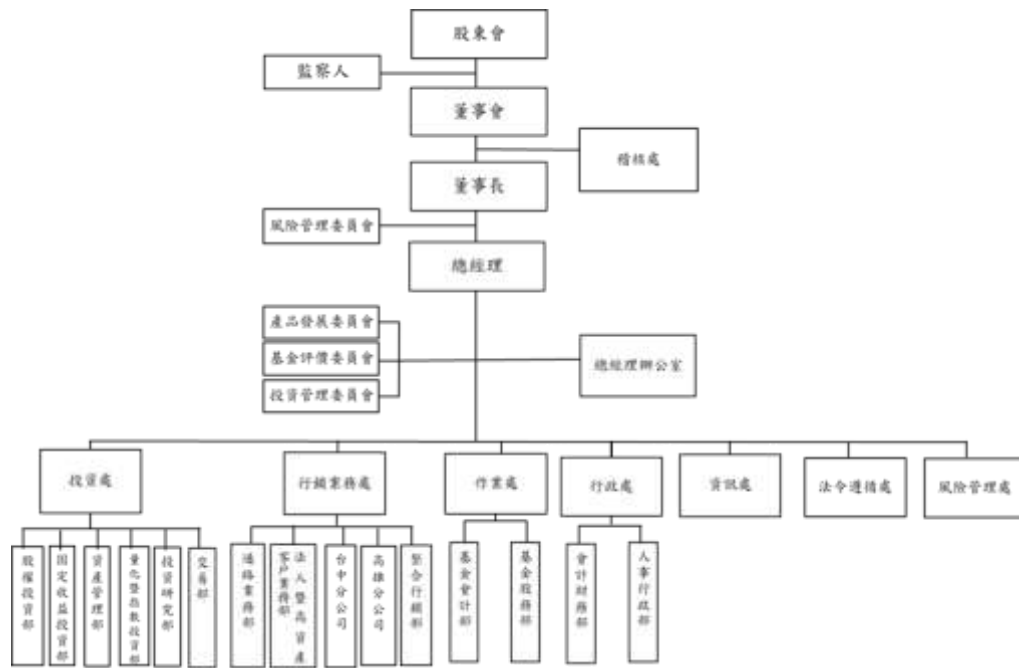 股東會
監察人
董事會
稽核處
董事長
風險管理委員會
總經理
產品發展委員會
基金評價委員會
總經理辦公室
投資管理委員會
投資處
行銷業務處
作業處
行政處
資訊處
法令遵循處
風險管理處
股權投資部
固定收益投資部
資產管理部
量化暨指數投資部
投資研究部
交易部
通路業務部
法人暨高資產
客戶業務部
台中分公司
高雄分公司
整合行銷部
基金會計部
基金股務部
會計財務部
人事行政部